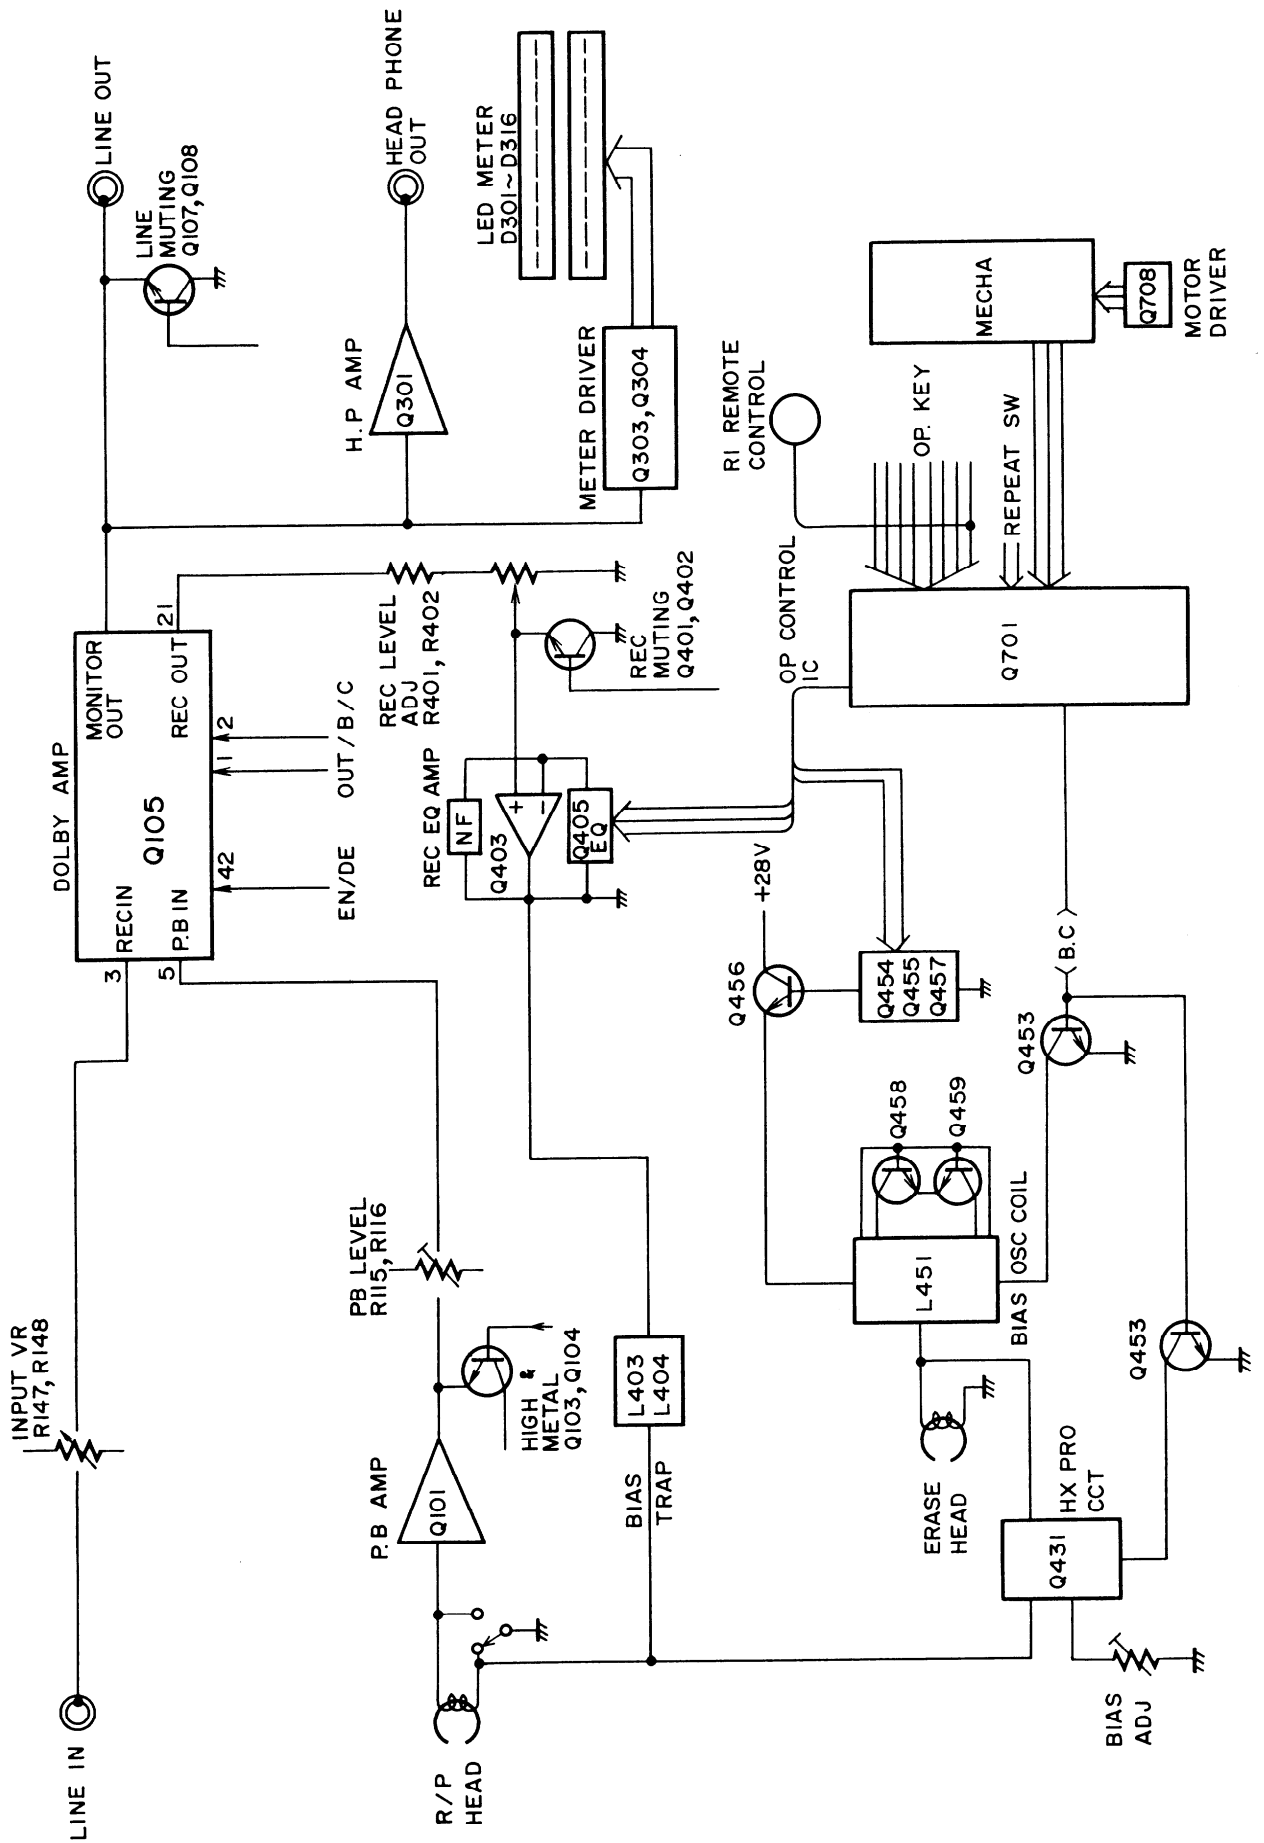 LINE IN
INPUT VR
R147, R148
DOLBY AMP
3
RECIN
5
P.B IN
Q105
MONITOR
OUT
REC OUT
21
42
1
2
EN/DE
OUT/B/C
LINE OUT
LINE
MUTING
Q107, Q108
R/P
HEAD
P.B AMP
Q101
HIGH &
METAL
Q103, Q104
PB LEVEL
R115, R116
REC LEVEL
ADJ
R401, R402
H.P AMP
Q301
HEAD PHONE
OUT
REC EQ AMP
NF
Q403
+
−
Q405
EQ
REC
MUTING
Q401, Q402
METER DRIVER
Q303, Q304
LED METER
D301~D316
BIAS
TRAP
L403
L404
+28V
Q456
Q454
Q455
Q457
OP CONTROL
IC
Q701
RI REMOTE
CONTROL
OP. KEY
REPEAT SW
MECHA
Q708
MOTOR
DRIVER
ERASE
HEAD
L451
BIAS OSC COIL
Q458
Q459
Q453
B.C
BIAS
ADJ
Q431
HX PRO
CCT
Q453